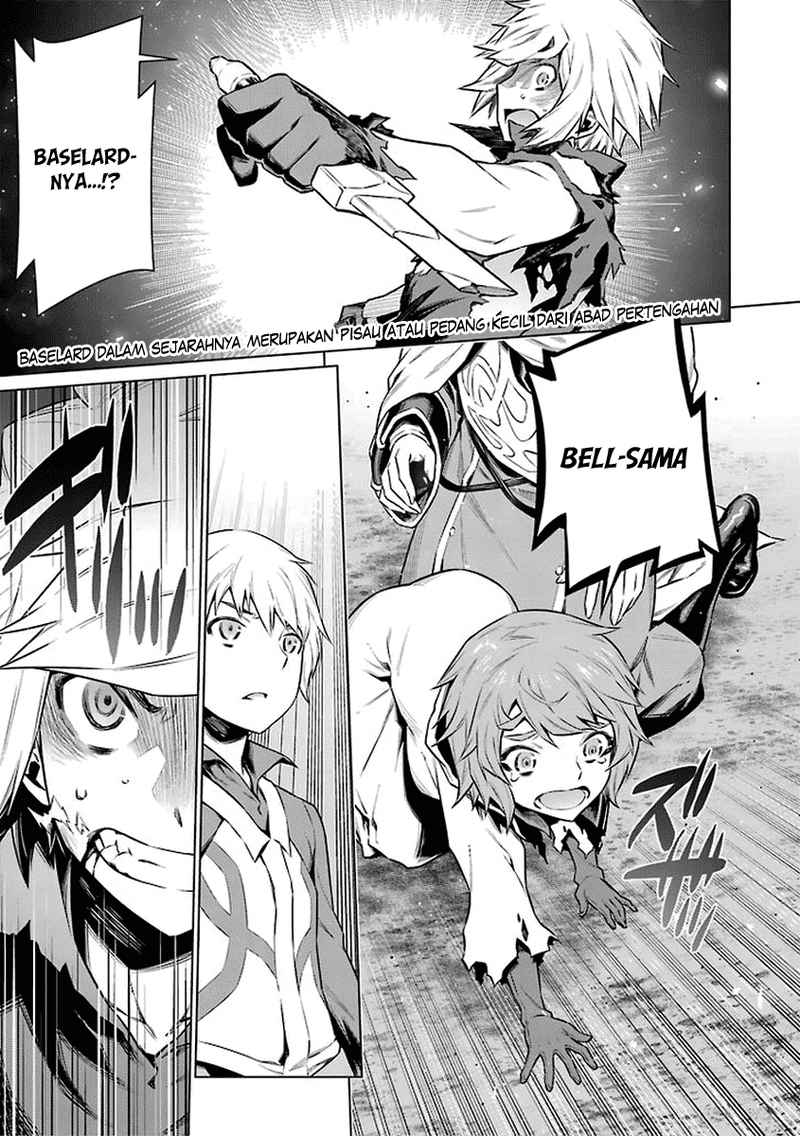 BASELARD-
NYA...!?
BASELARD DALAM SEJARAHNYA MERUPAKAN PISAU ATAU PEDANG KECIL DARI ABAD PERTENGAHAN
BELL-SAMA